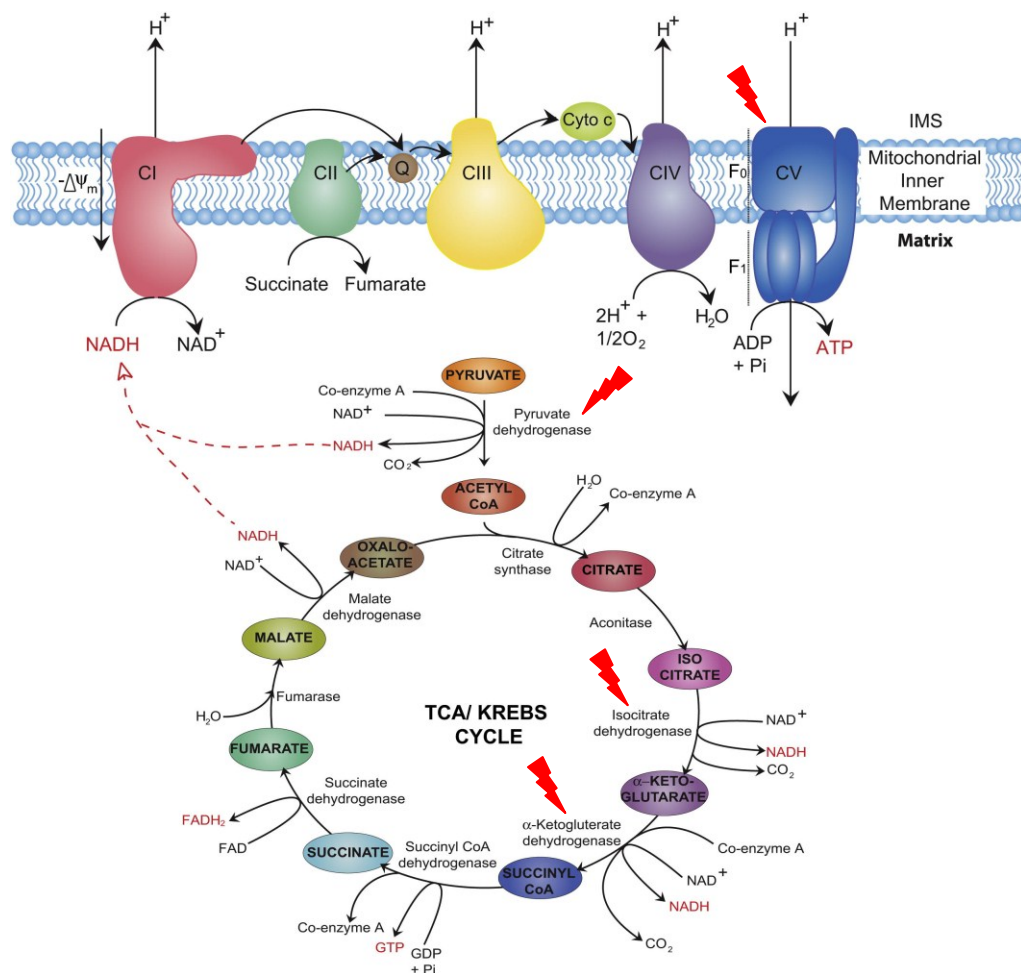 H+
H+
H+
H+
Cyto c
IMS
-ΔΨm
CI
CII
Q
CIII
CIV
F0
CV
Mitochondrial
Inner
Membrane
Matrix
F1
Succinate
Fumarate
2H+ +
1/2O2
H2O
ADP
+ Pi
ATP
NADH
NAD+
PYRUVATE
Co-enzyme A
NAD+
NADH
CO2
Pyruvate
dehydrogenase
ACETYL
CoA
H2O
Co-enzyme A
NADH
NAD+
OXALO-
ACETATE
Citrate
synthase
CITRATE
Malate
dehydrogenase
Aconitase
MALATE
ISO
CITRATE
Fumarase
H2O
TCA/ KREBS
CYCLE
Isocitrate
dehydrogenase
NAD+
NADH
CO2
FUMARATE
α-KETO-
GLUTARATE
Succinate
dehydrogenase
FADH2
FAD
α-Ketogluterate
dehydrogenase
Co-enzyme A
NAD+
NADH
CO2
SUCCINATE
Succinyl CoA
dehydrogenase
SUCCINYL
CoA
Co-enzyme A
GTP
GDP
+ Pi